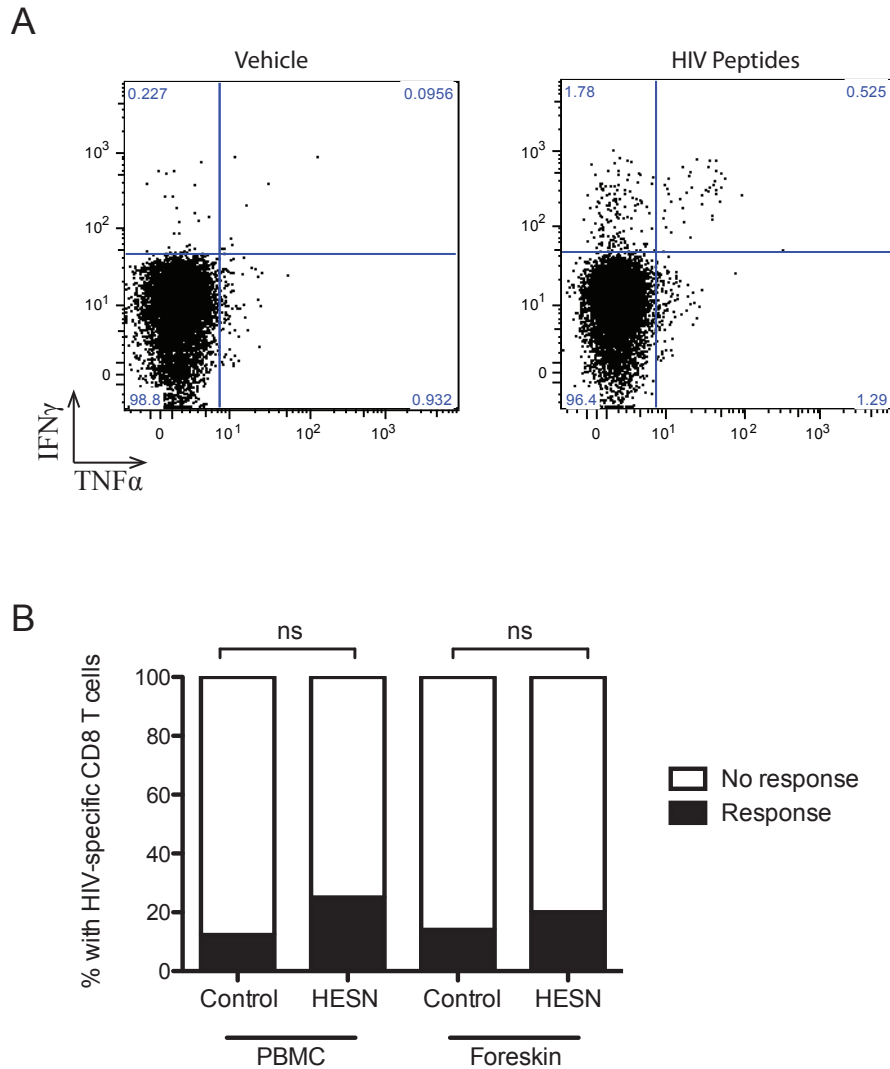 A
Vehicle
HIV Peptides
0.227
0.0956
1.78
0.525
10³
10²
10¹
0
10³
10²
10¹
0
98.8
0.932
96.4
1.29
0
10¹
10²
10³
0
10¹
10²
10³
IFNγ
TNFα
B
ns
ns
% with HIV-specific CD8 T cells
100
80
60
40
20
0
No response
Response
Control
HESN
Control
HESN
PBMC
Foreskin